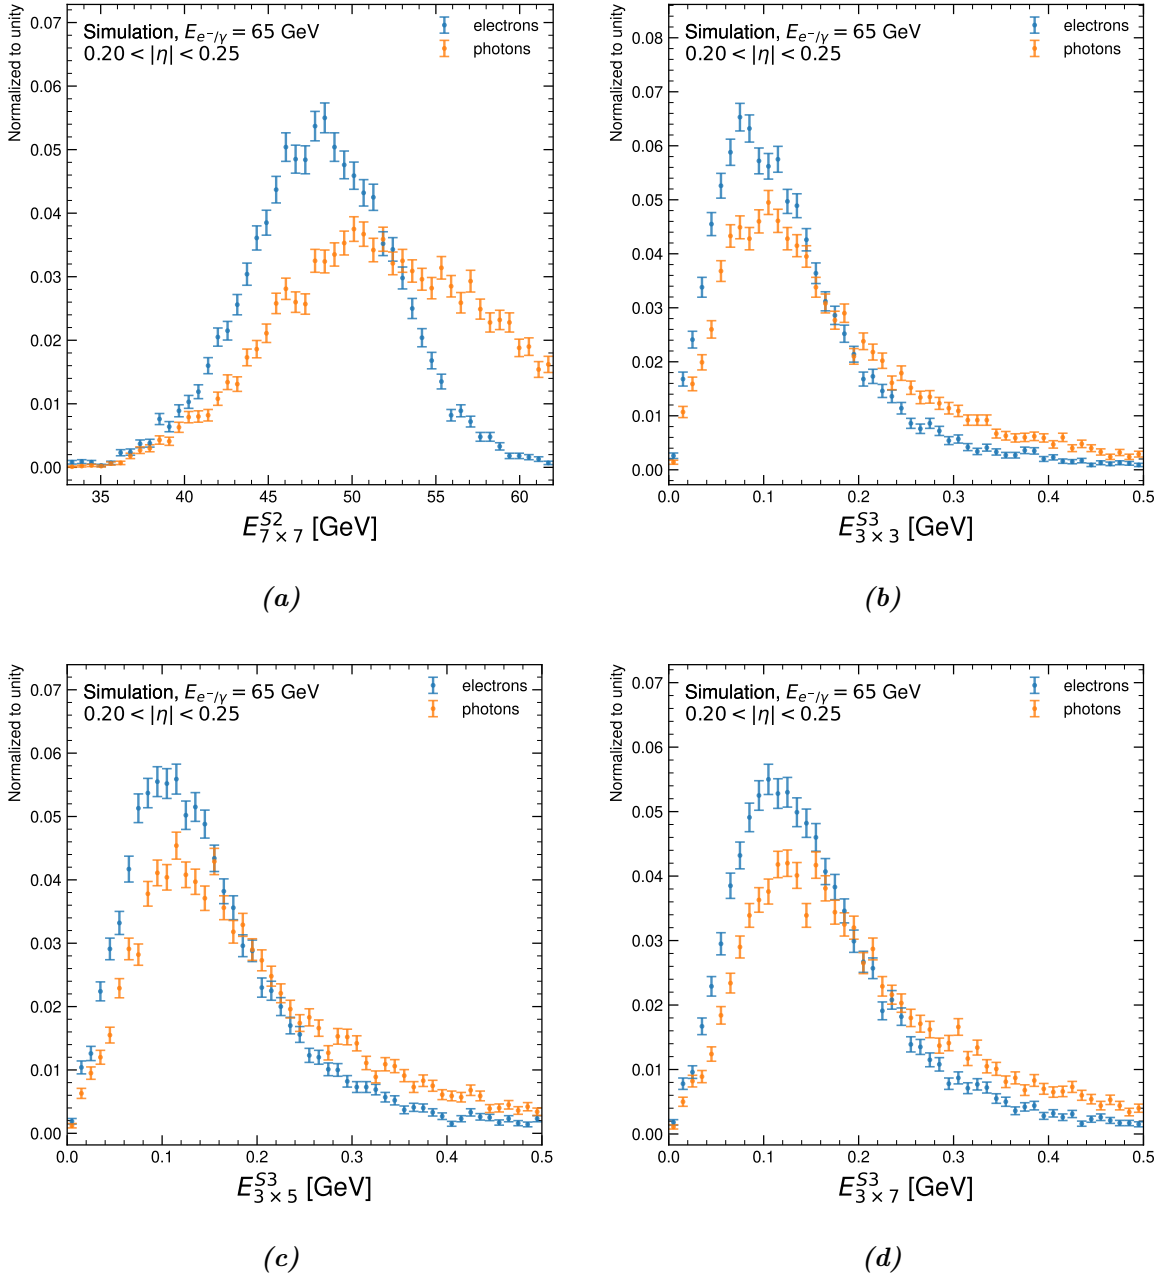 Normalized to unity
Simulation, E_{e⁻/γ} = 65 GeV
0.20 < |η| < 0.25
electrons
photons
0.07
0.06
0.05
0.04
0.03
0.02
0.01
0.00
35 40 45 50 55 60
E^{S2}_{7×7} [GeV]
(a)
Normalized to unity
Simulation, E_{e⁻/γ} = 65 GeV
0.20 < |η| < 0.25
electrons
photons
0.08
0.07
0.06
0.05
0.04
0.03
0.02
0.01
0.00
0.0 0.1 0.2 0.3 0.4 0.5
E^{S3}_{3×3} [GeV]
(b)
Normalized to unity
Simulation, E_{e⁻/γ} = 65 GeV
0.20 < |η| < 0.25
electrons
photons
0.07
0.06
0.05
0.04
0.03
0.02
0.01
0.00
0.0 0.1 0.2 0.3 0.4 0.5
E^{S3}_{3×5} [GeV]
(c)
Normalized to unity
Simulation, E_{e⁻/γ} = 65 GeV
0.20 < |η| < 0.25
electrons
photons
0.07
0.06
0.05
0.04
0.03
0.02
0.01
0.00
0.0 0.1 0.2 0.3 0.4 0.5
E^{S3}_{3×7} [GeV]
(d)